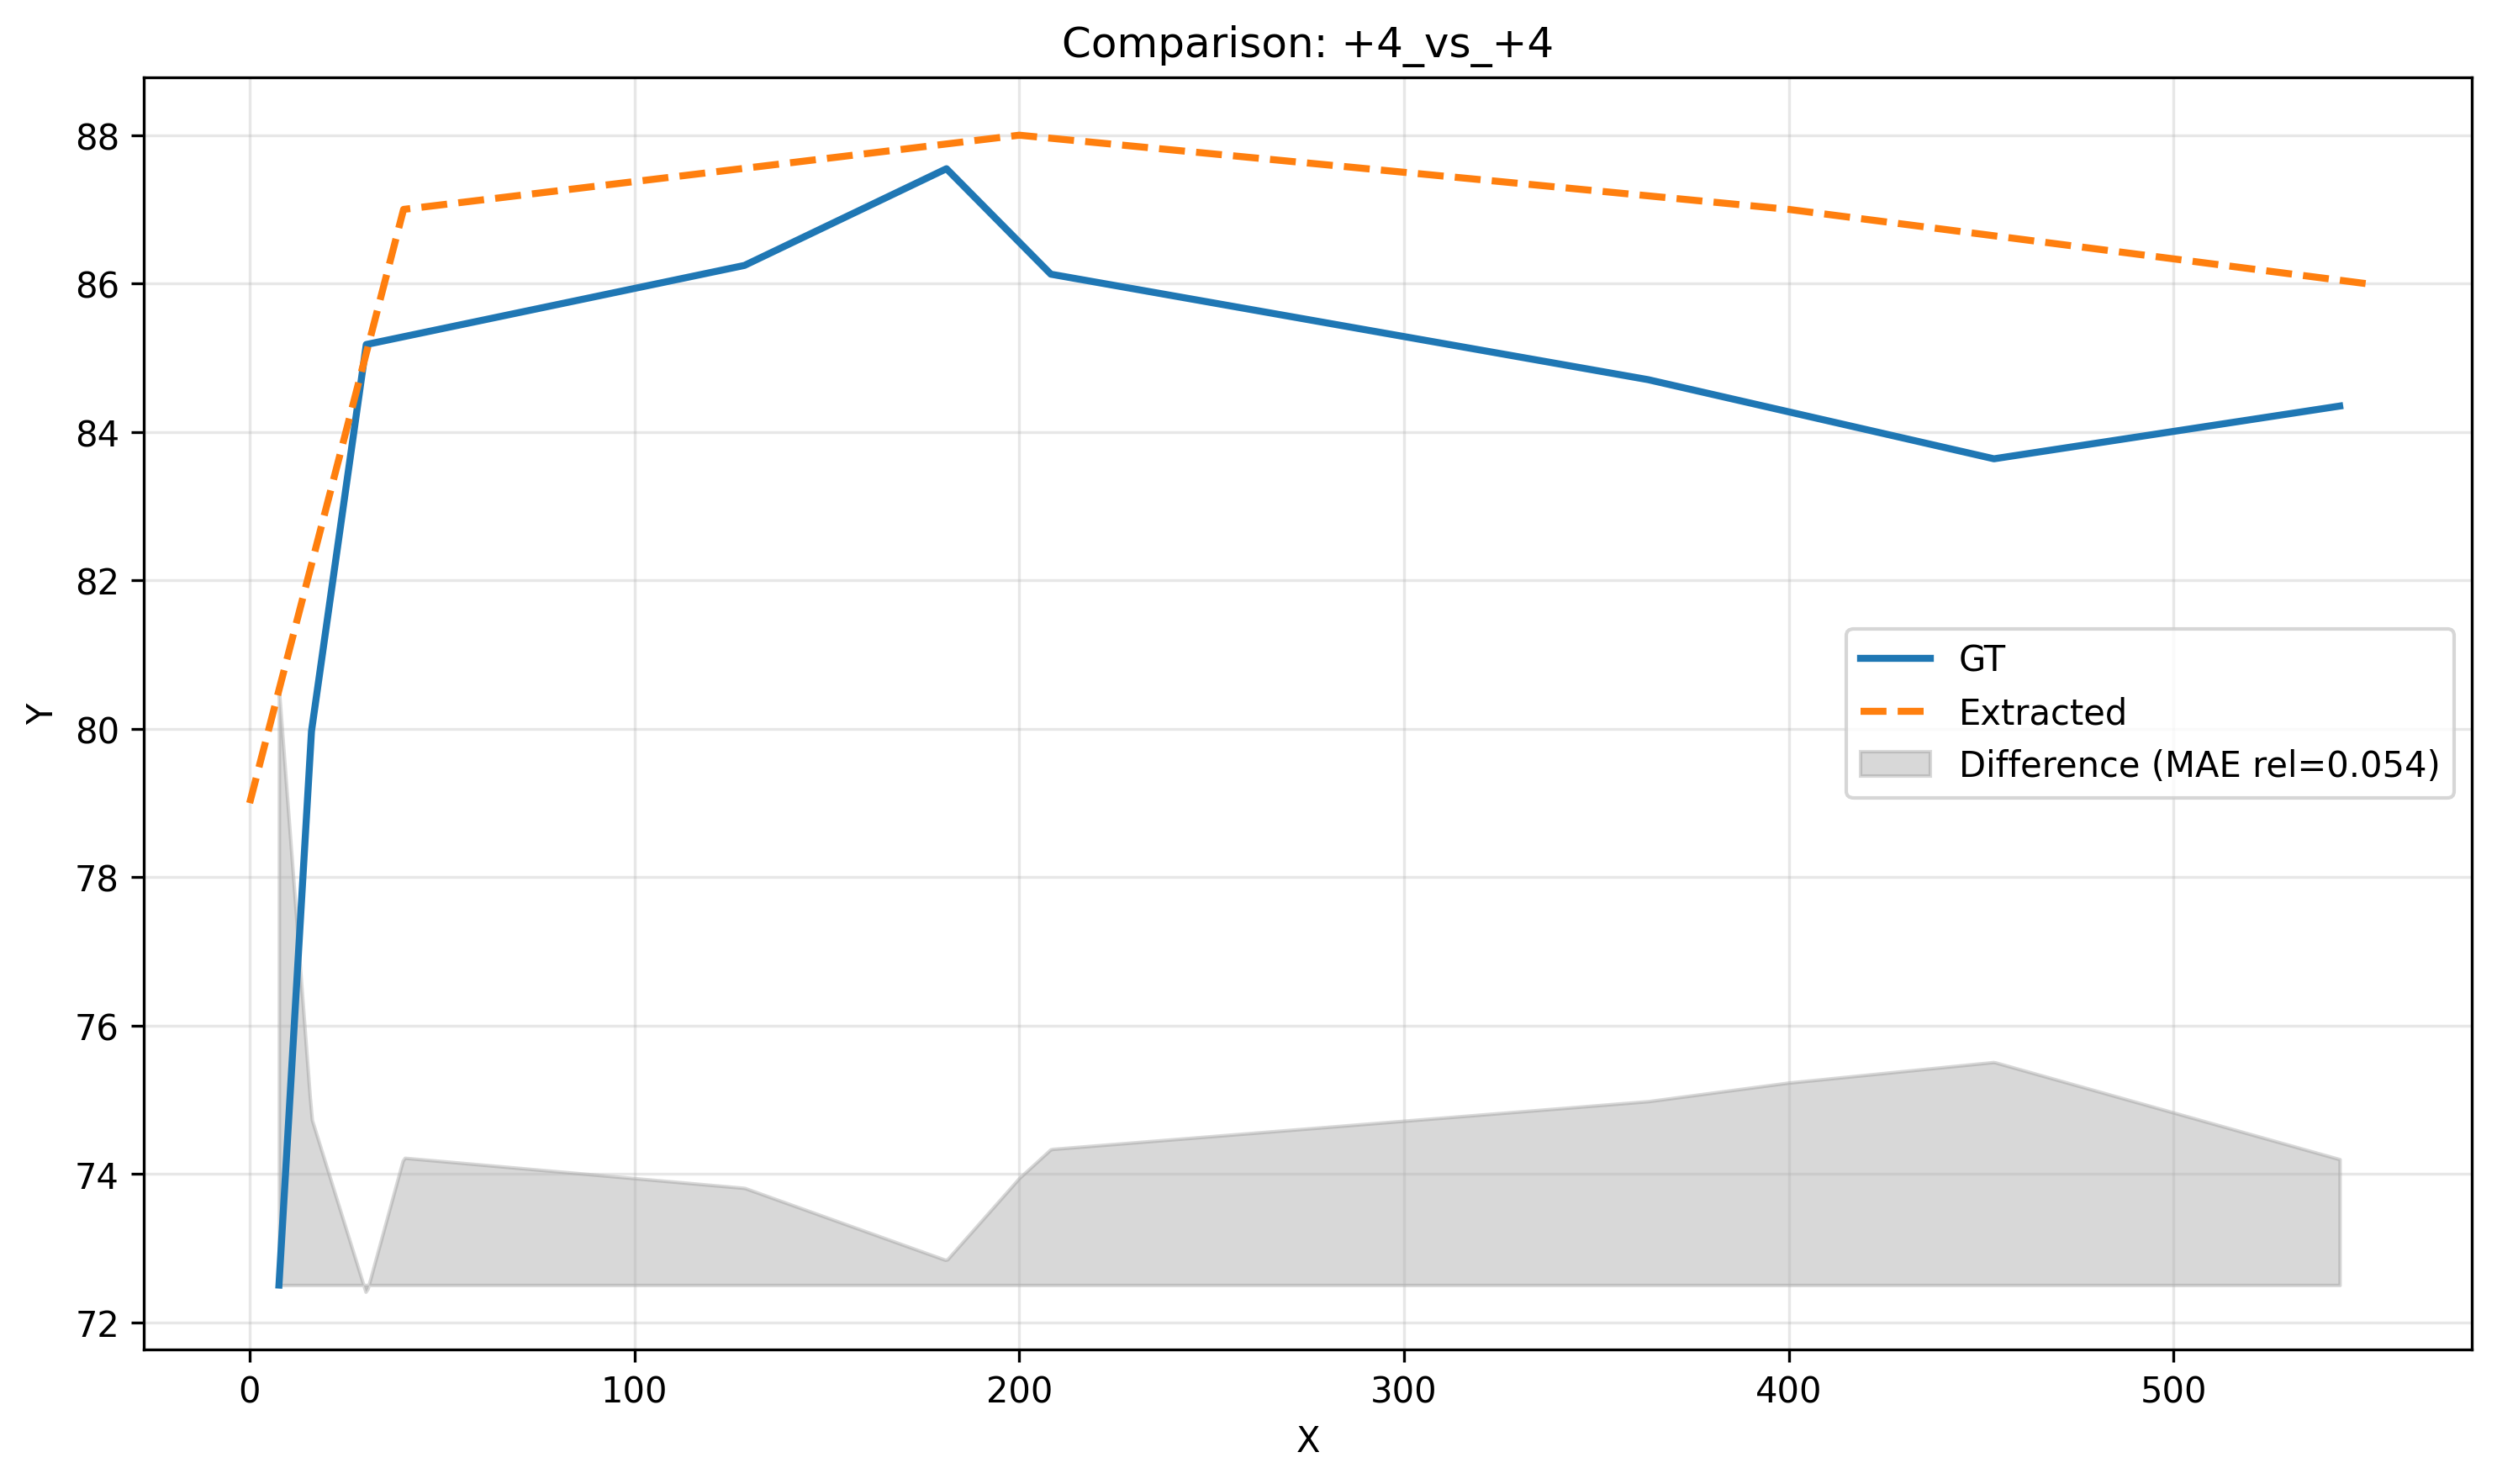 Comparison: +4_vs_+4
88
86
84
82
80
78
76
74
72
Y
GT
Extracted
Difference (MAE rel=0.054)
0 100 200 300 400 500
X